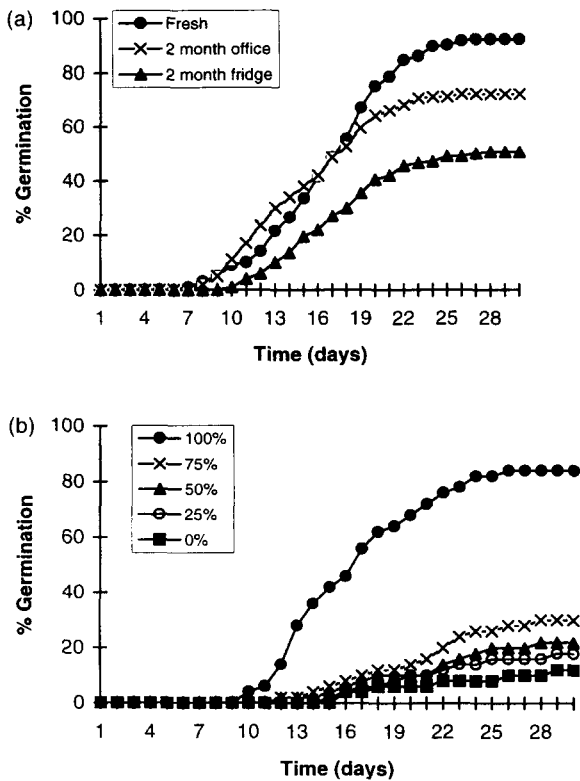 (a)
Fresh
2 month office
2 month fridge
100
80
60
40
20
0
% Germination
1 4 7 10 13 16 19 22 25 28
Time (days)
(b)
100%
75%
50%
25%
0%
100
80
60
40
20
0
% Germination
1 4 7 10 13 16 19 22 25 28
Time (days)